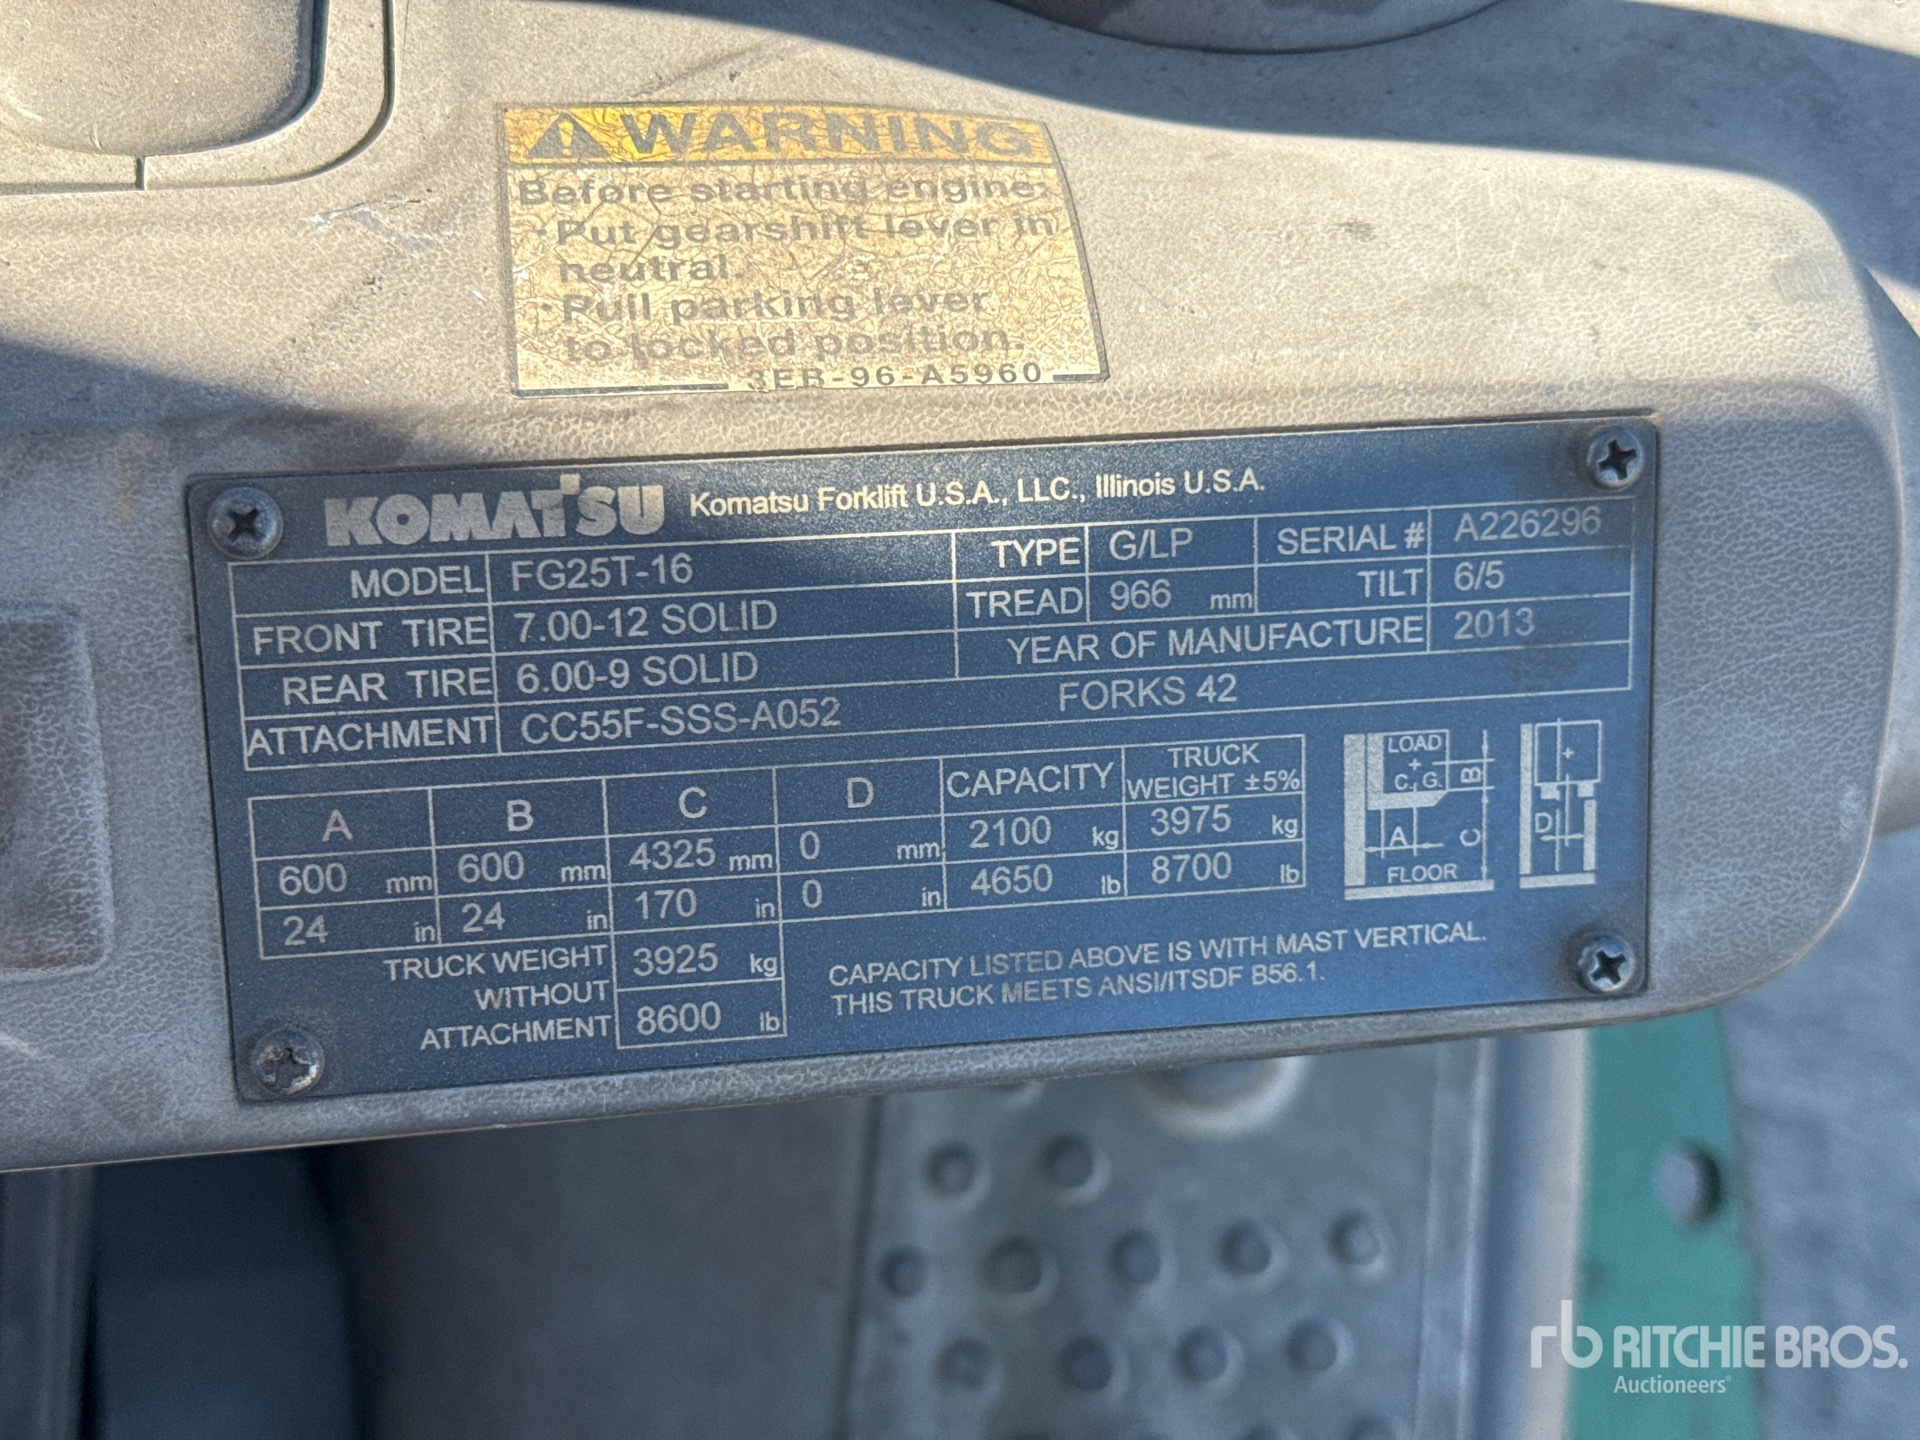 WARNING
Before starting engine:
·Put gearshift lever in
neutral.
·Pull parking lever
to locked position.
3EB-96-A5960
KOMATSU Komatsu Forklift U.S.A., LLC., Illinois U.S.A.
MODEL FG25T-16 TYPE G/LP SERIAL # A226296
FRONT TIRE 7.00-12 SOLID TREAD 966 mm TILT 6/5
REAR TIRE 6.00-9 SOLID YEAR OF MANUFACTURE 2013
ATTACHMENT CC55F-SSS-A052 FORKS 42
A B C D CAPACITY TRUCK WEIGHT ±5%
600 mm 600 mm 4325 mm 0 mm 2100 kg 3975 kg
24 in 24 in 170 in 0 in 4650 lb 8700 lb
TRUCK WEIGHT WITHOUT ATTACHMENT 3925 kg
8600 lb
LOAD
C. G.
B
A
C
FLOOR
D
CAPACITY LISTED ABOVE IS WITH MAST VERTICAL.
THIS TRUCK MEETS ANSI/ITSDF B56.1.
rb RITCHIE BROS.
Auctioneers